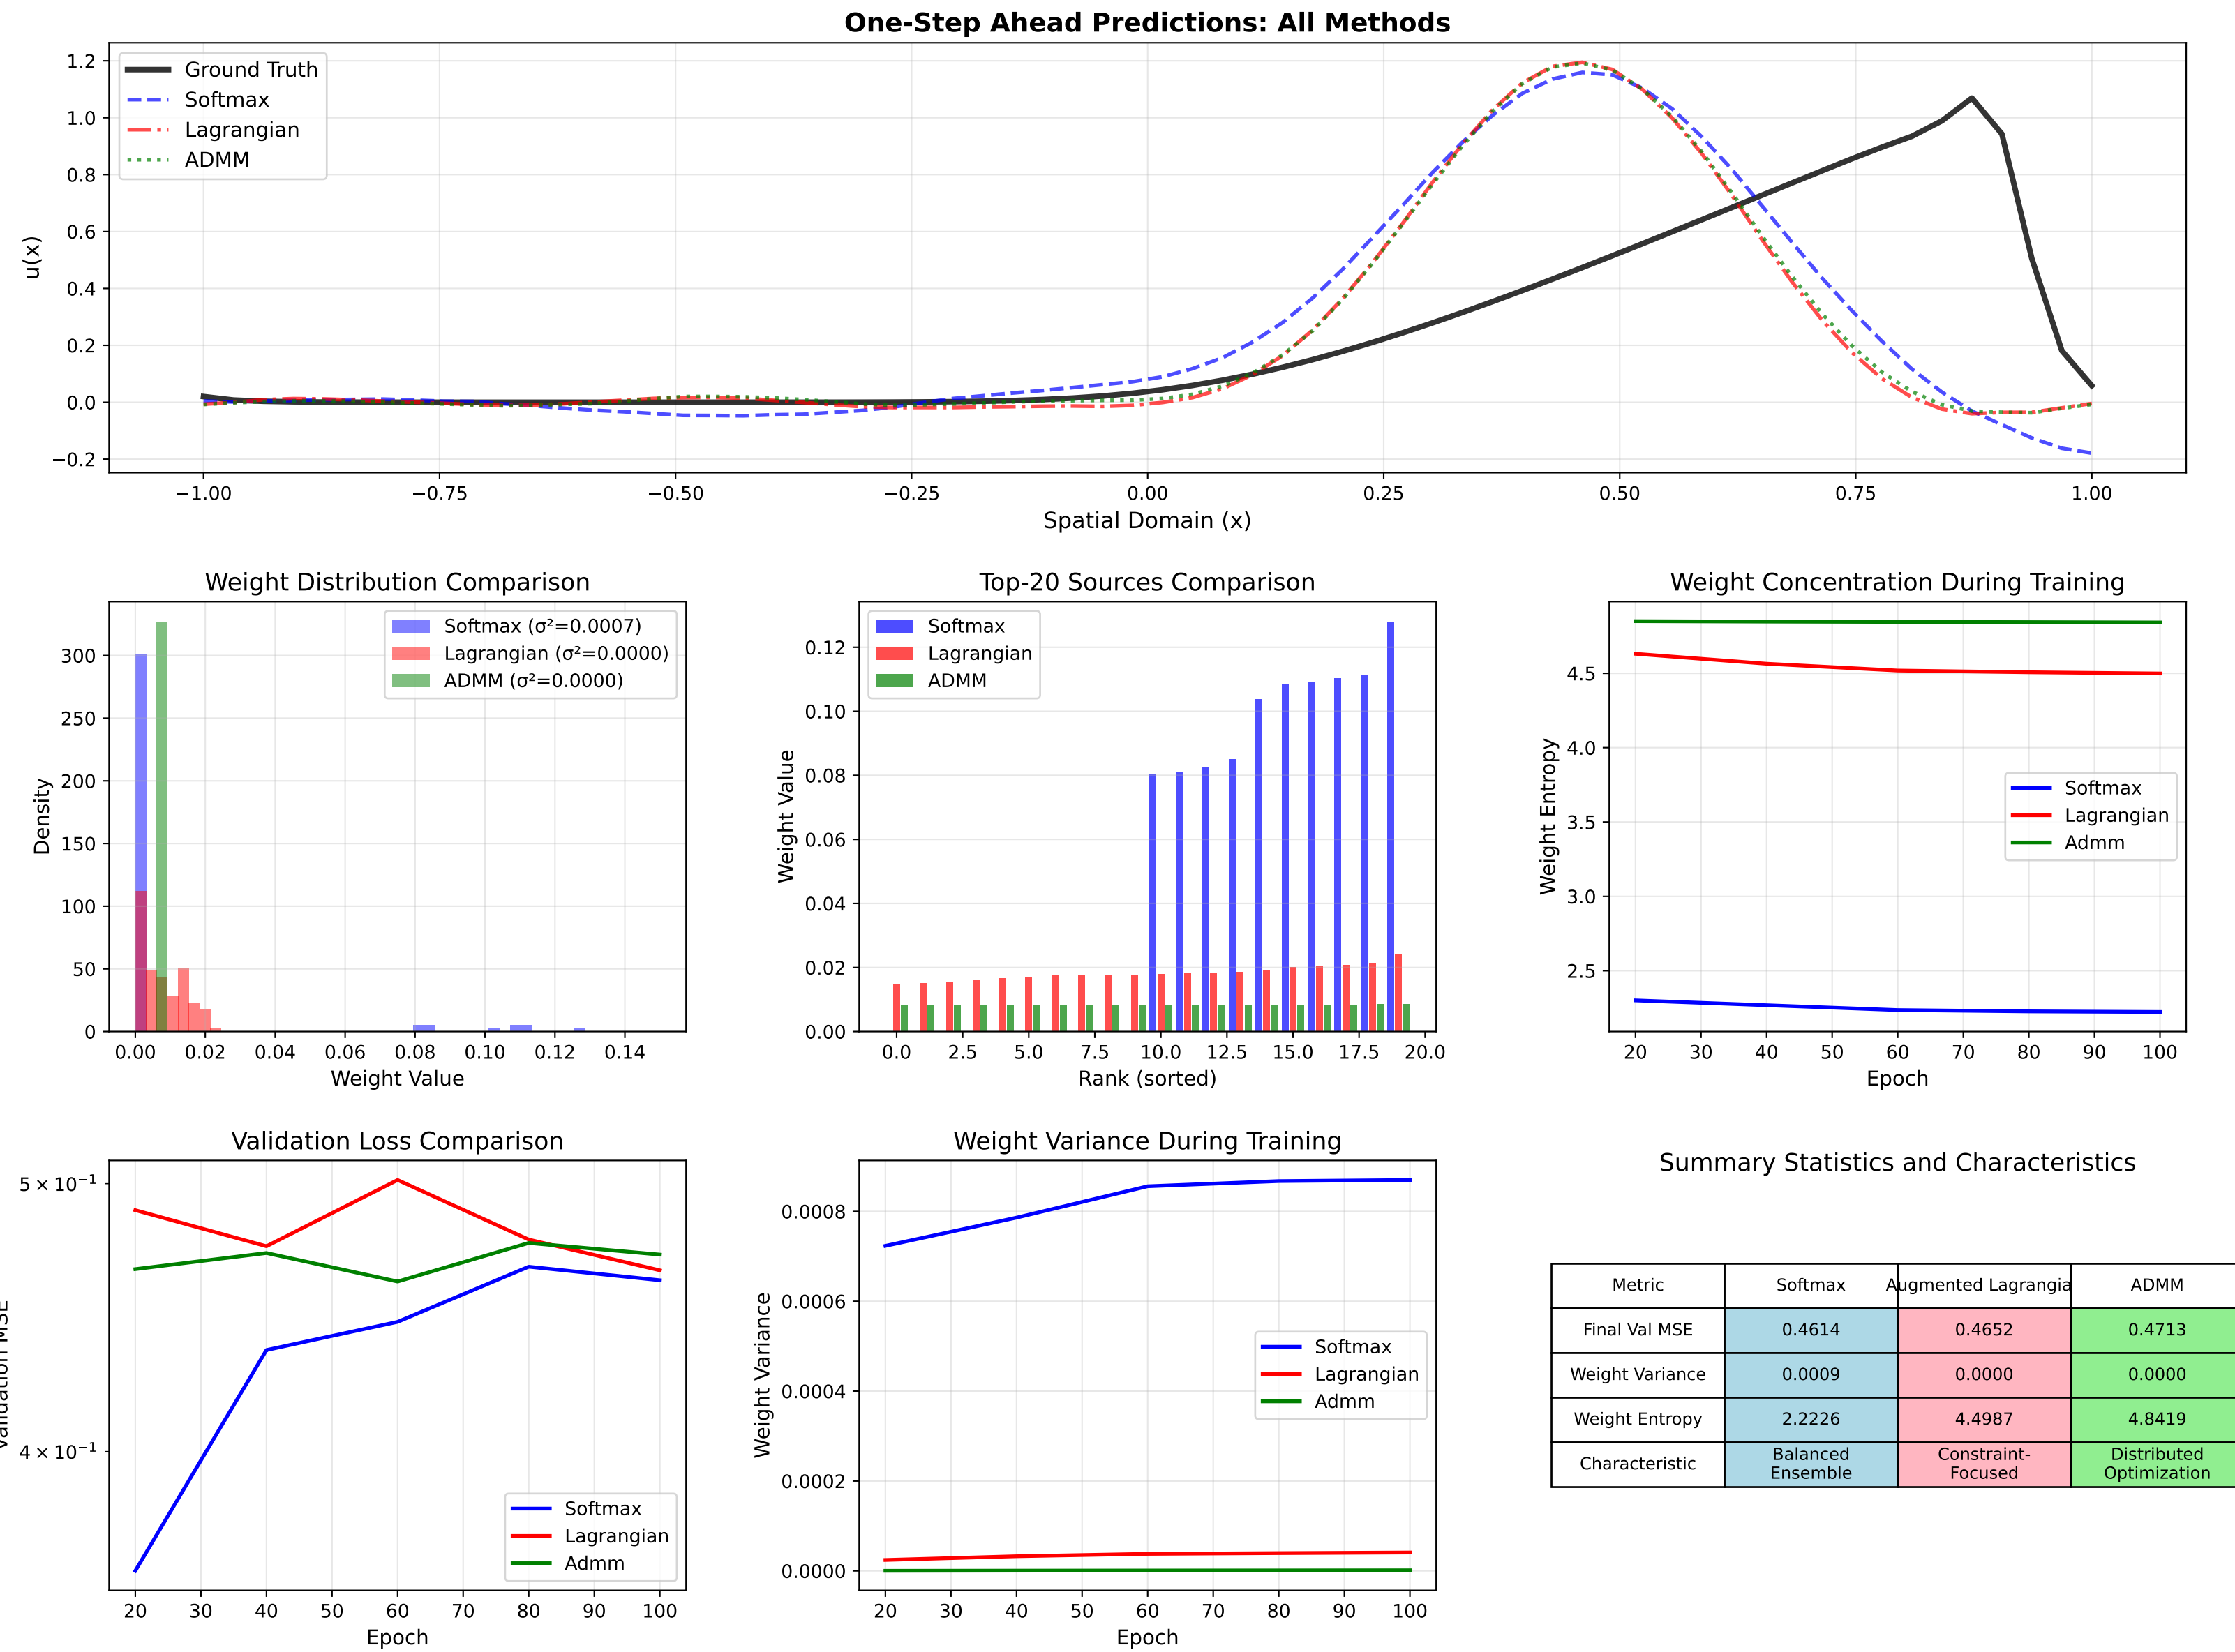 One-Step Ahead Predictions: All Methods
Ground Truth
Softmax
Lagrangian
ADMM
1.2
1.0
0.8
0.6
0.4
0.2
0.0
−0.2
u(x)
−1.00 −0.75 −0.50 −0.25 0.00 0.25 0.50 0.75 1.00
Spatial Domain (x)
Weight Distribution Comparison
Softmax (σ²=0.0007)
Lagrangian (σ²=0.0000)
ADMM (σ²=0.0000)
300
250
200
150
100
50
0
Density
0.00 0.02 0.04 0.06 0.08 0.10 0.12 0.14
Weight Value
Top-20 Sources Comparison
Softmax
Lagrangian
ADMM
0.12
0.10
0.08
0.06
0.04
0.02
0.00
Weight Value
0.0 2.5 5.0 7.5 10.0 12.5 15.0 17.5 20.0
Rank (sorted)
Weight Concentration During Training
4.5
4.0
3.5
3.0
2.5
Weight Entropy
Softmax
Lagrangian
Admm
20 30 40 50 60 70 80 90 100
Epoch
Validation Loss Comparison
5 × 10⁻¹
4 × 10⁻¹
Validation MSE
Softmax
Lagrangian
Admm
20 30 40 50 60 70 80 90 100
Epoch
Weight Variance During Training
0.0008
0.0006
0.0004
0.0002
0.0000
Weight Variance
Softmax
Lagrangian
Admm
20 30 40 50 60 70 80 90 100
Epoch
Summary Statistics and Characteristics
Metric Softmax Augmented Lagrangia ADMM
Final Val MSE 0.4614 0.4652 0.4713
Weight Variance 0.0009 0.0000 0.0000
Weight Entropy 2.2226 4.4987 4.8419
Characteristic Balanced Ensemble Constraint-Focused Distributed Optimization